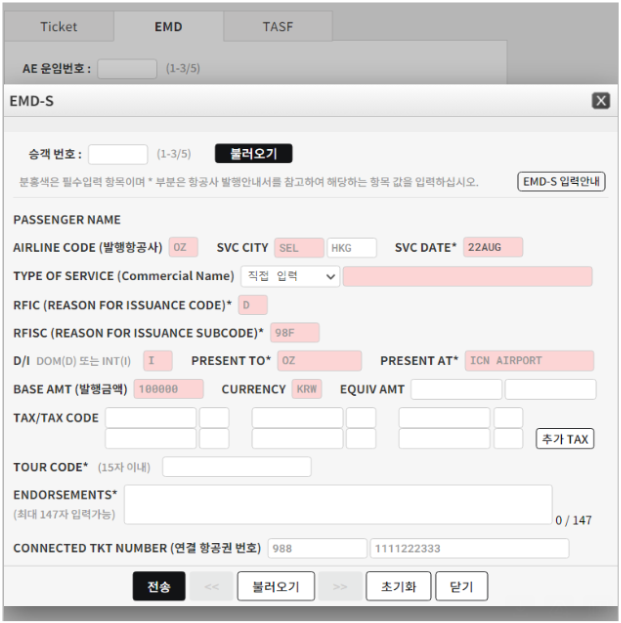 Ticket EMD TASF
AE 운임번호 : (1-3/5)
EMD-S X
승객 번호 : (1-3/5) 불러오기
분홍색은 필수입력 항목이며 * 부분은 항공사 발행안내서를 참고하여 해당하는 항목 값을 입력하십시오. EMD-S 입력안내
PASSENGER NAME
AIRLINE CODE (발행항공사) OZ SVC CITY SEL HKG SVC DATE* 22AUG
TYPE OF SERVICE (Commercial Name) 직접 입력
RFIC (REASON FOR ISSUANCE CODE)* D
RFISC (REASON FOR ISSUANCE SUBCODE)* 98F
D/I DOM(D) 또는 INT(I) I PRESENT TO* OZ PRESENT AT* ICN AIRPORT
BASE AMT (발행금액) 100000 CURRENCY KRW EQUIV AMT
TAX/TAX CODE
추가 TAX
TOUR CODE* (15자 이내)
ENDORSEMENTS*
(최대 147자 입력가능) 0 / 147
CONNECTED TKT NUMBER (연결 항공권 번호) 988 1111222333
전송 << 불러오기 >> 초기화 닫기